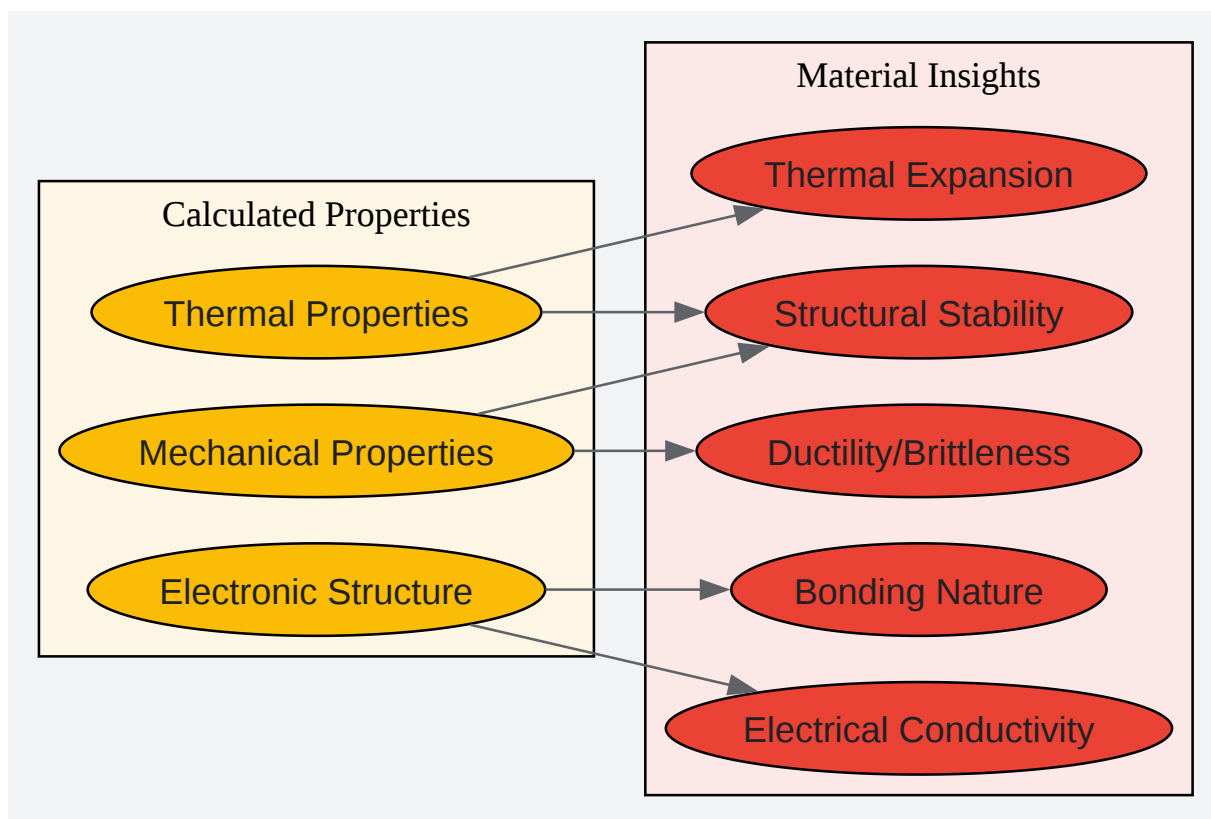 Calculated Properties
Thermal Properties
Mechanical Properties
Electronic Structure
Material Insights
Thermal Expansion
Structural Stability
Ductility/Brittleness
Bonding Nature
Electrical Conductivity